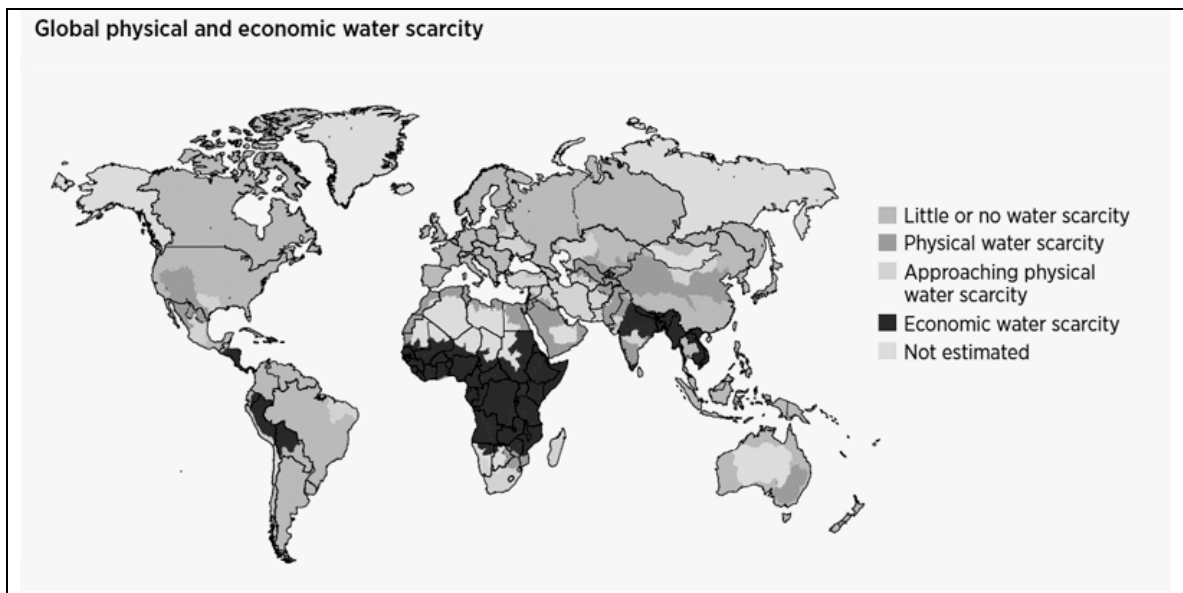 Global physical and economic water scarcity
Little or no water scarcity
Physical water scarcity
Approaching physical
water scarcity
Economic water scarcity
Not estimated